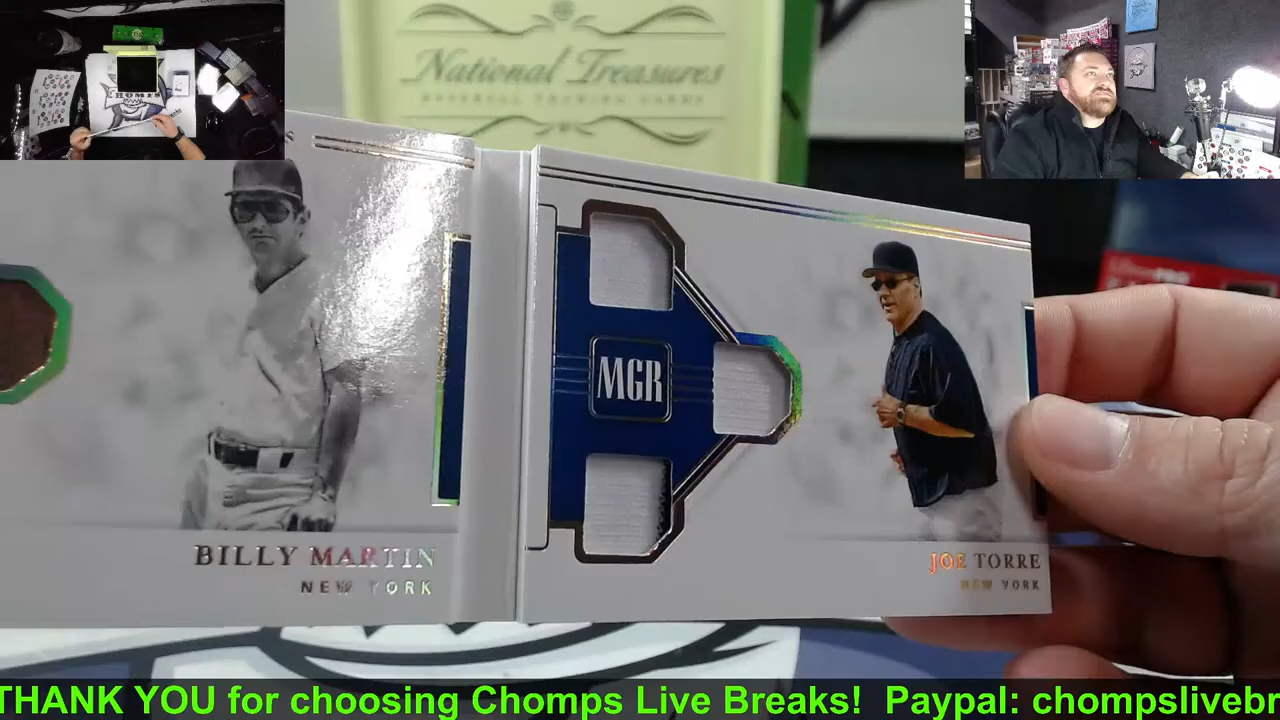 National Treasures
BASEBALL TRADING CARDS
MGR
BILLY MARTIN
NEW YORK
JOE TORRE
NEW YORK
THANK YOU for choosing Chomps Live Breaks! Paypal: chompslivebr